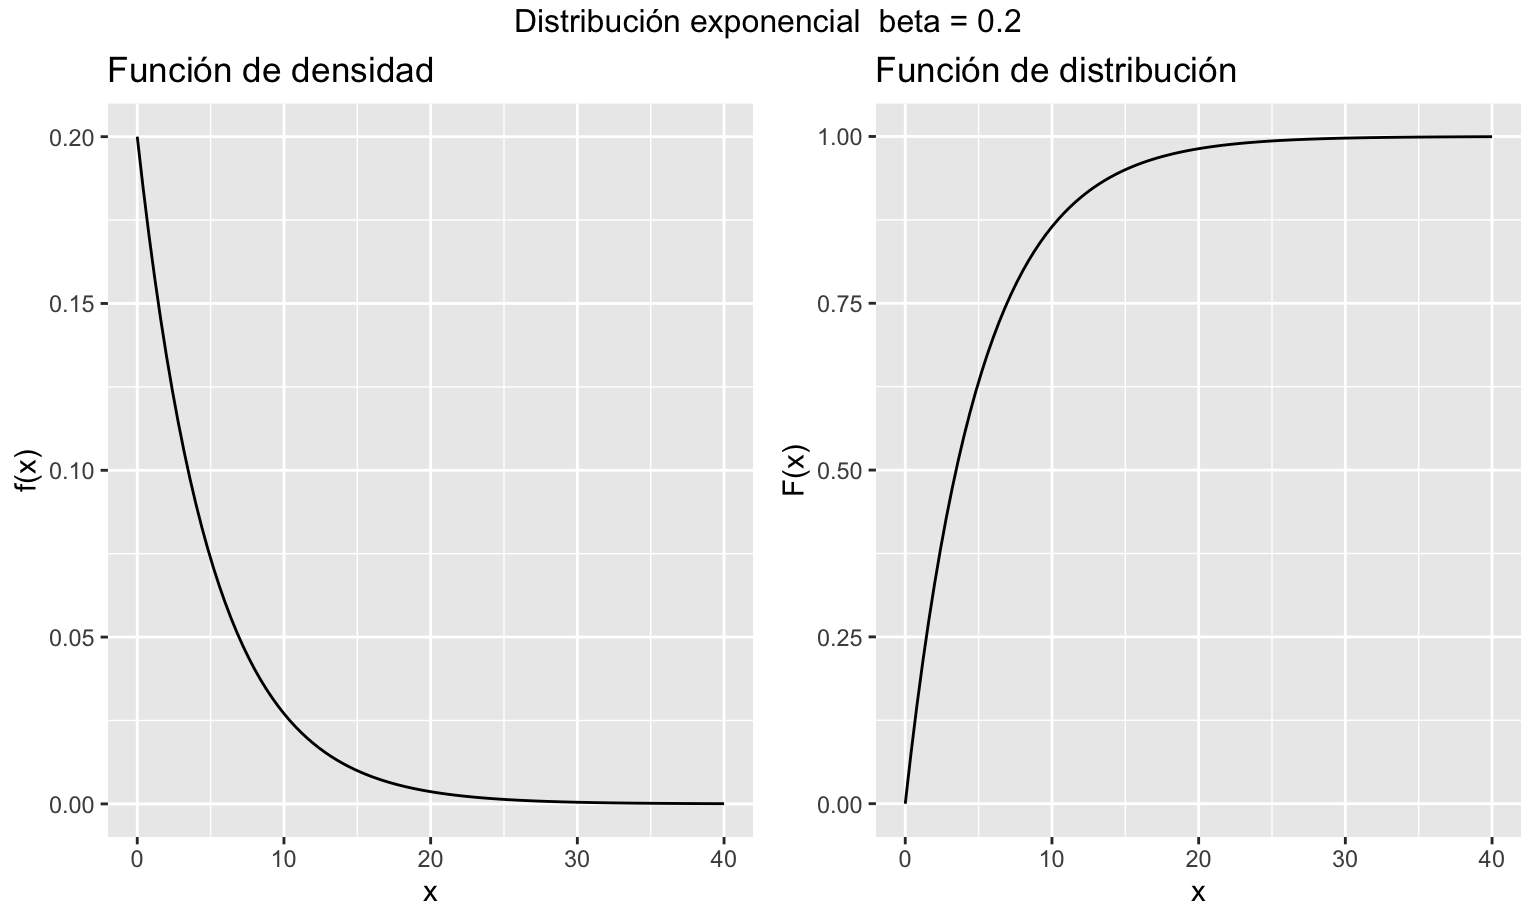 Distribución exponencial  beta = 0.2
Función de densidad
0.20
0.15
0.10
0.05
0.00
f(x)
0 10 20 30 40
x
Función de distribución
1.00
0.75
0.50
0.25
0.00
F(x)
0 10 20 30 40
x